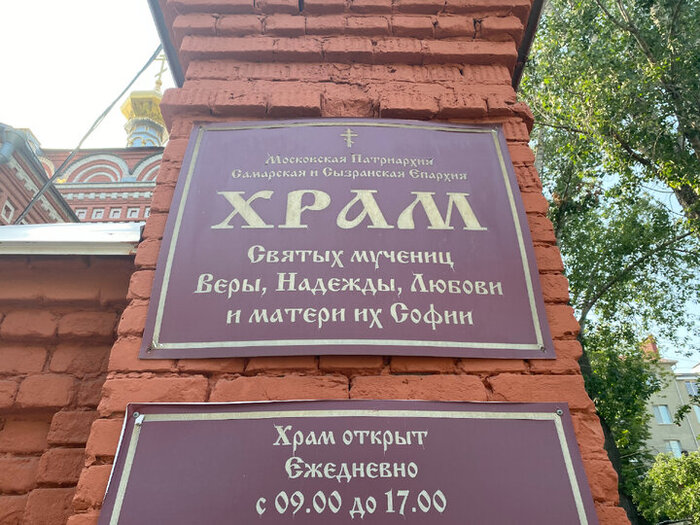 Московская Патриархия
Самарская и Сызранская Епархия
ХРАМ
Святых мучениц
Веры, Надежды, Любови
и матери их Софии
Храм открыт
Ежедневно
с 09.00 до 17.00